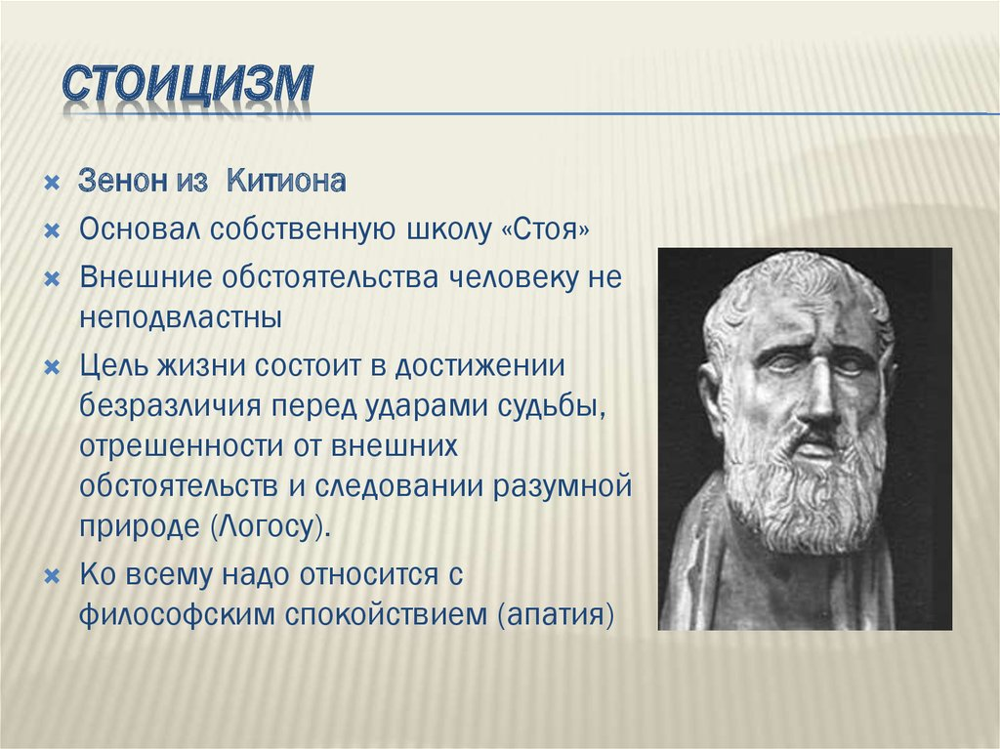 СТОИЦИЗМ
Зенон из Китиона
Основал собственную школу «Стоя»
Внешние обстоятельства человеку не
неподвластны
Цель жизни состоит в достижении
безразличия перед ударами судьбы,
отрешенности от внешних
обстоятельств и следовании разумной
природе (Логосу).
Ко всему надо относится с
философским спокойствием (апатия)